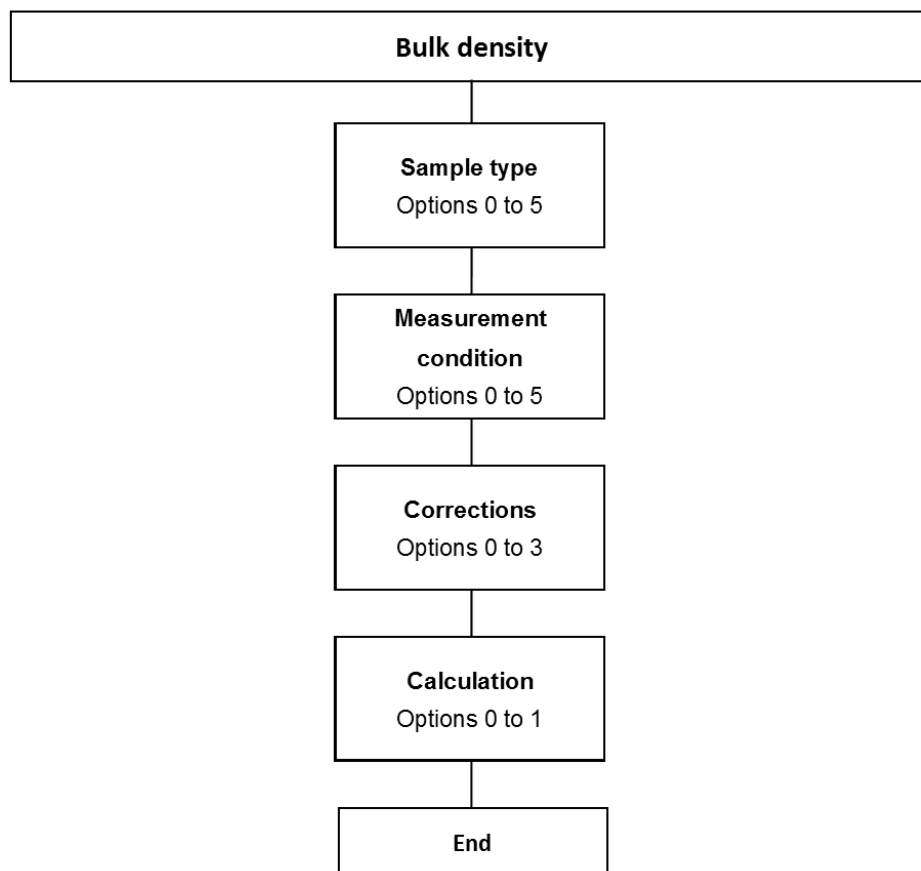 Bulk density
Sample type
Options 0 to 5
Measurement
condition
Options 0 to 5
Corrections
Options 0 to 3
Calculation
Options 0 to 1
End